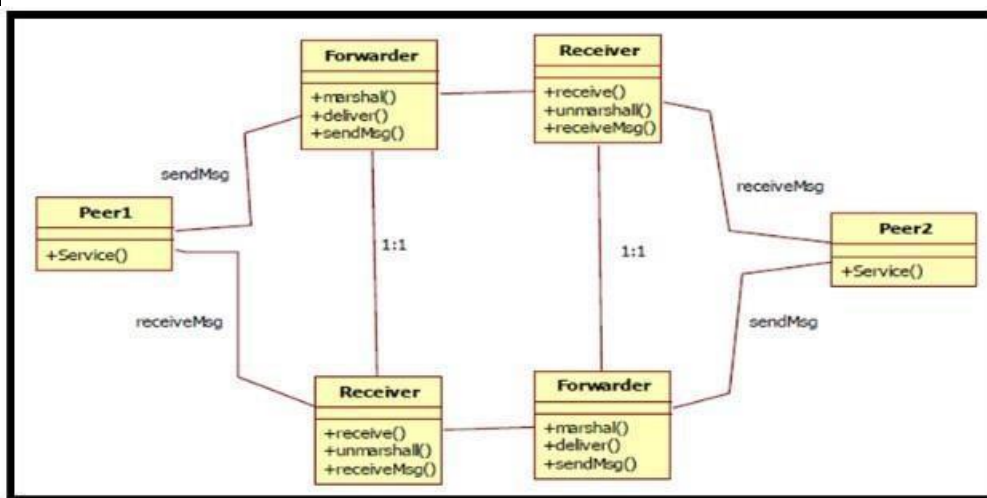 Forwarder
+marshal()
+deliver()
+sendMsg()
Receiver
+receive()
+unmarshall()
+receiveMsg()
sendMsg
receiveMsg
Peer1
+Service()
1:1
1:1
Peer2
+Service()
receiveMsg
sendMsg
Receiver
+receive()
+unmarshall()
+receiveMsg()
Forwarder
+marshal()
+deliver()
+sendMsg()